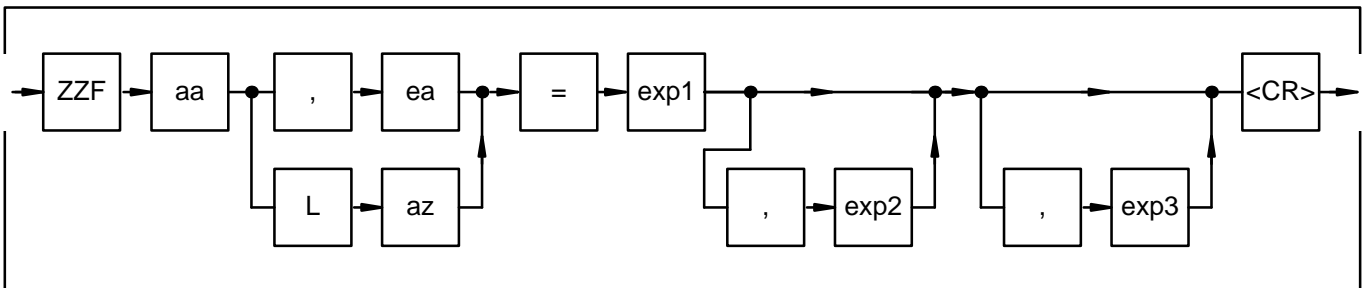 ZZF aa , ea = exp1 <CR>
L az , exp2 , exp3